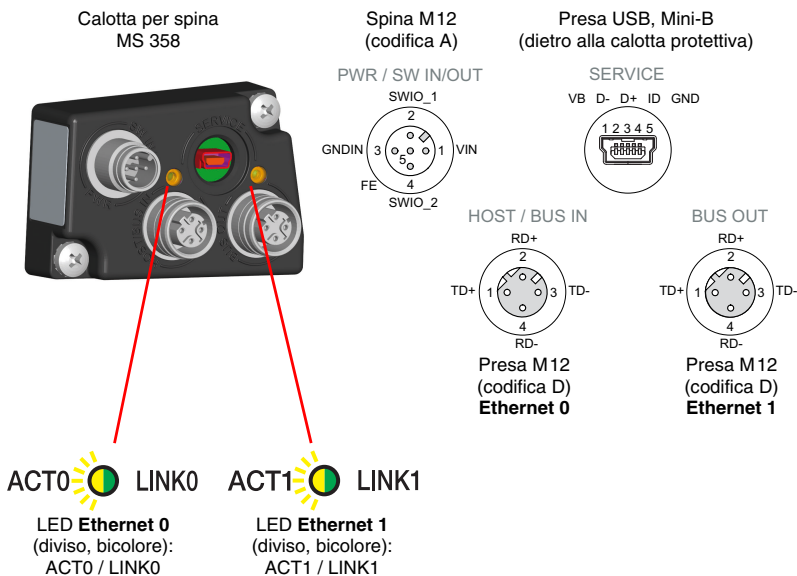 Calotta per spina
MS 358
Spina M12
(codifica A)
PWR / SW IN/OUT
SWIO_1
2
GNDIN 3 5 1 VIN
FE 4
SWIO_2
Presa USB, Mini-B
(dietro alla calotta protettiva)
SERVICE
VB D- D+ ID GND
1 2 3 4 5
SERVICE
HOST / BUS IN
RD+
2
TD+ 1 3 TD-
4
RD-
Presa M12
(codifica D)
Ethernet 0
BUS OUT
RD+
2
TD+ 1 3 TD-
4
RD-
Presa M12
(codifica D)
Ethernet 1
ACT0 LINK0
LED Ethernet 0
(diviso, bicolore):
ACT0 / LINK0
ACT1 LINK1
LED Ethernet 1
(diviso, bicolore):
ACT1 / LINK1